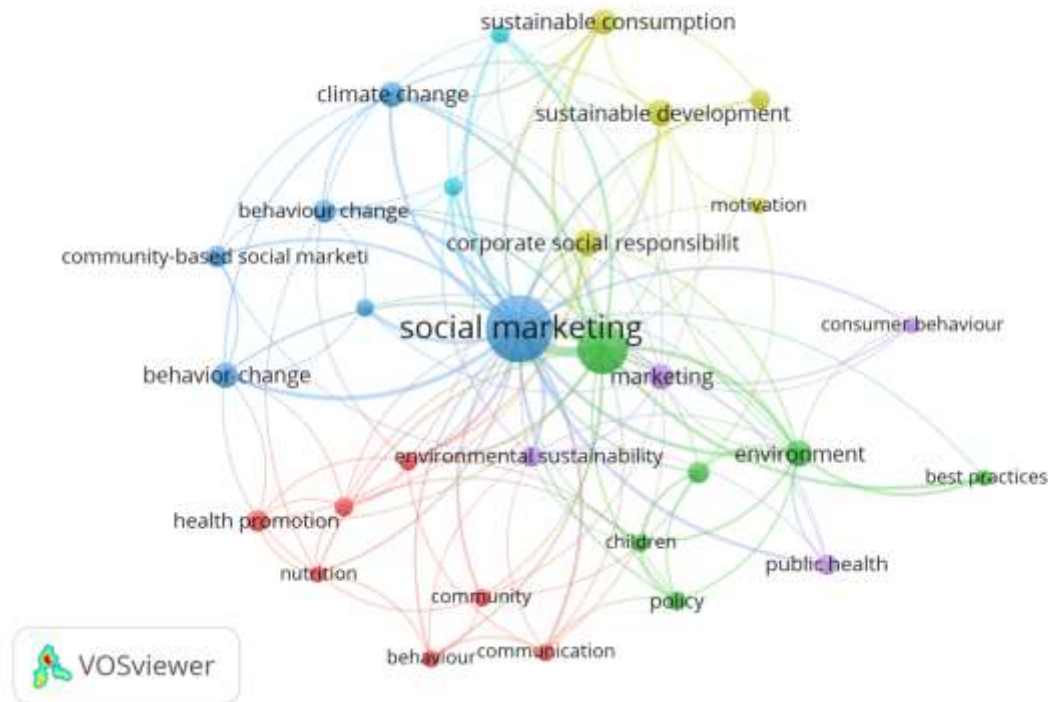 sustainable consumption
climate change
sustainable development
behaviour change
motivation
corporate social responsibilit
community-based social marketi
social marketing
consumer behaviour
behavior change
marketing
environmental sustainability
environment
best practices
health promotion
children
public health
nutrition
community
policy
behaviour
communication
VOSviewer